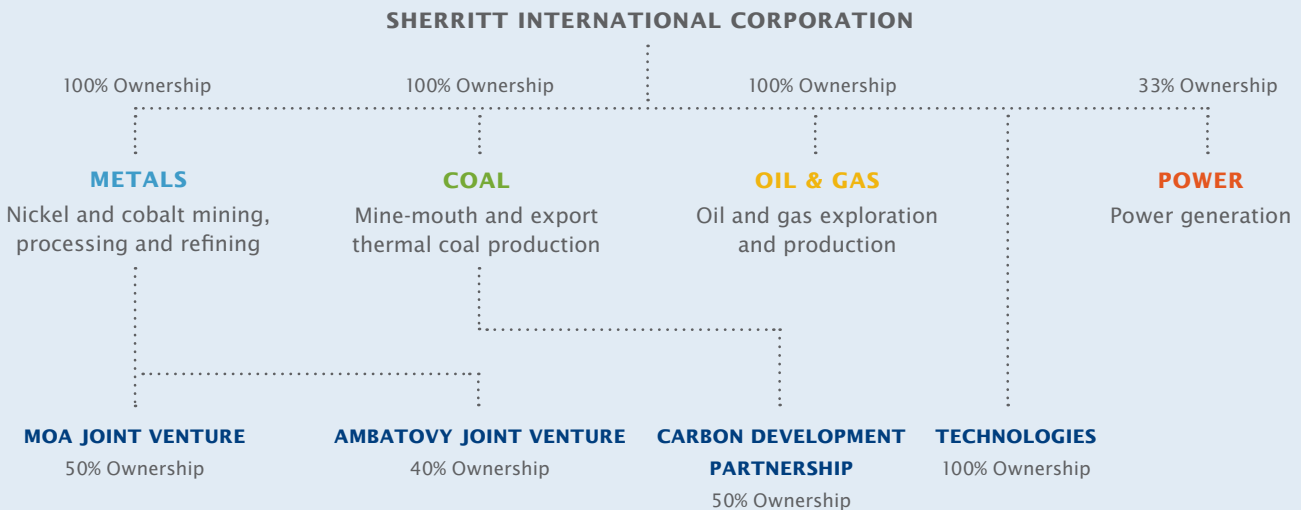 SHERRITT INTERNATIONAL CORPORATION
100% Ownership
100% Ownership
100% Ownership
33% Ownership
METALS
Nickel and cobalt mining,
processing and refining
COAL
Mine-mouth and export
thermal coal production
OIL & GAS
Oil and gas exploration
and production
POWER
Power generation
MOA JOINT VENTURE
50% Ownership
AMBATOVY JOINT VENTURE
40% Ownership
CARBON DEVELOPMENT
PARTNERSHIP
50% Ownership
TECHNOLOGIES
100% Ownership